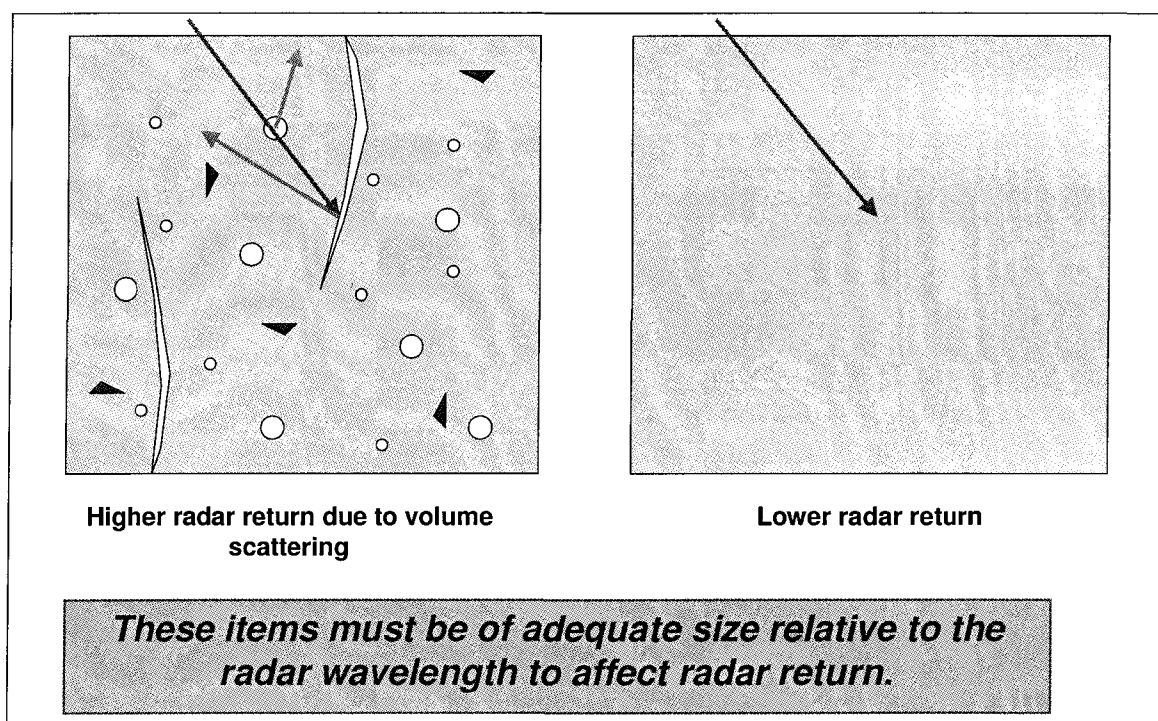 Higher radar return due to volume
scattering
Lower radar return
These items must be of adequate size relative to the
radar wavelength to affect radar return.